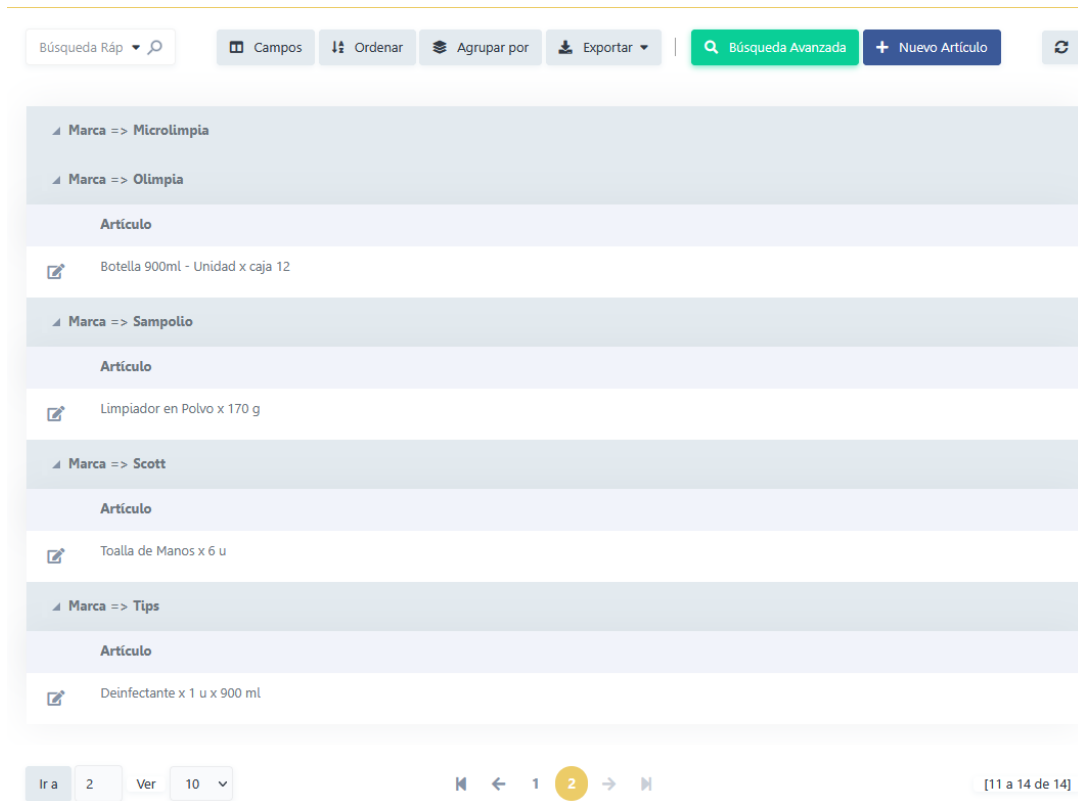 Búsqueda Ráp Campos Ordenar Agrupar por Exportar Búsqueda Avanzada Nuevo Artículo
Marca => Microlimpia
Marca => Olimpia
Artículo
Botella 900ml - Unidad x caja 12
Marca => Sampolio
Artículo
Limpiador en Polvo x 170 g
Marca => Scott
Artículo
Toalla de Manos x 6 u
Marca => Tips
Artículo
Deinfectante x 1 u x 900 ml
Ir a 2 Ver 10 1 2 [11 a 14 de 14]